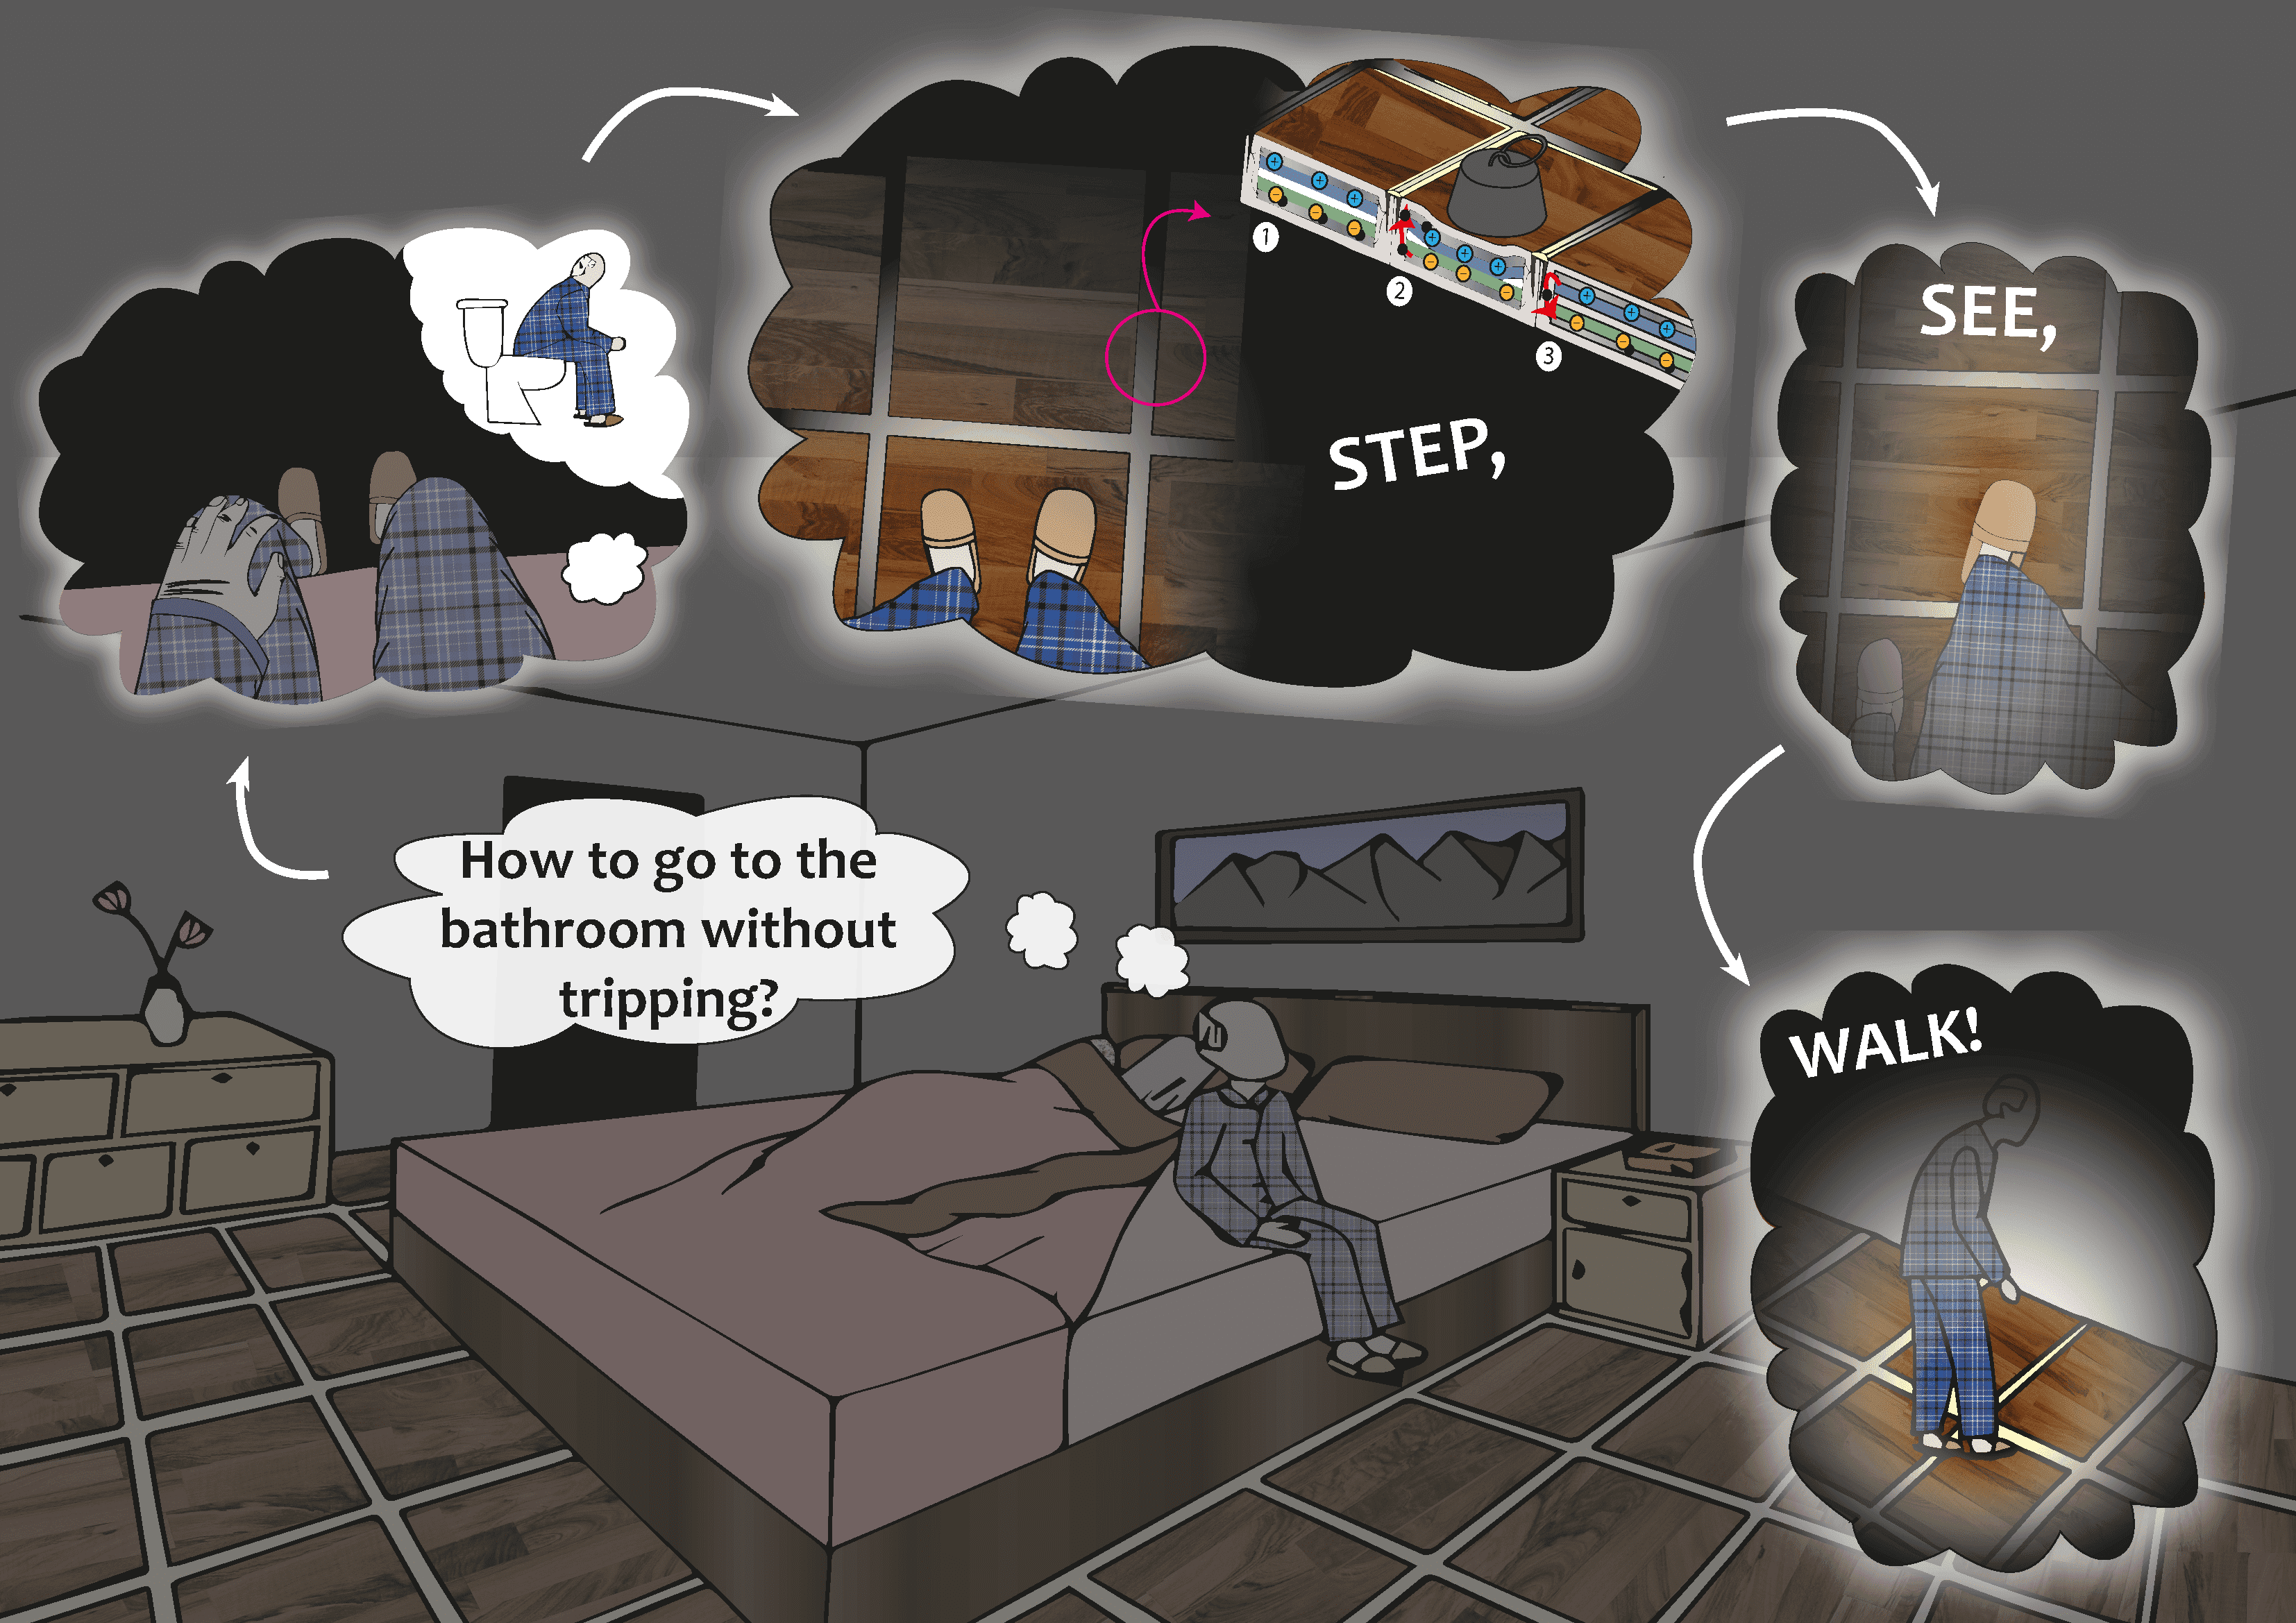 How to go to the
bathroom without
tripping?
1
2
3
STEP,
SEE,
WALK!